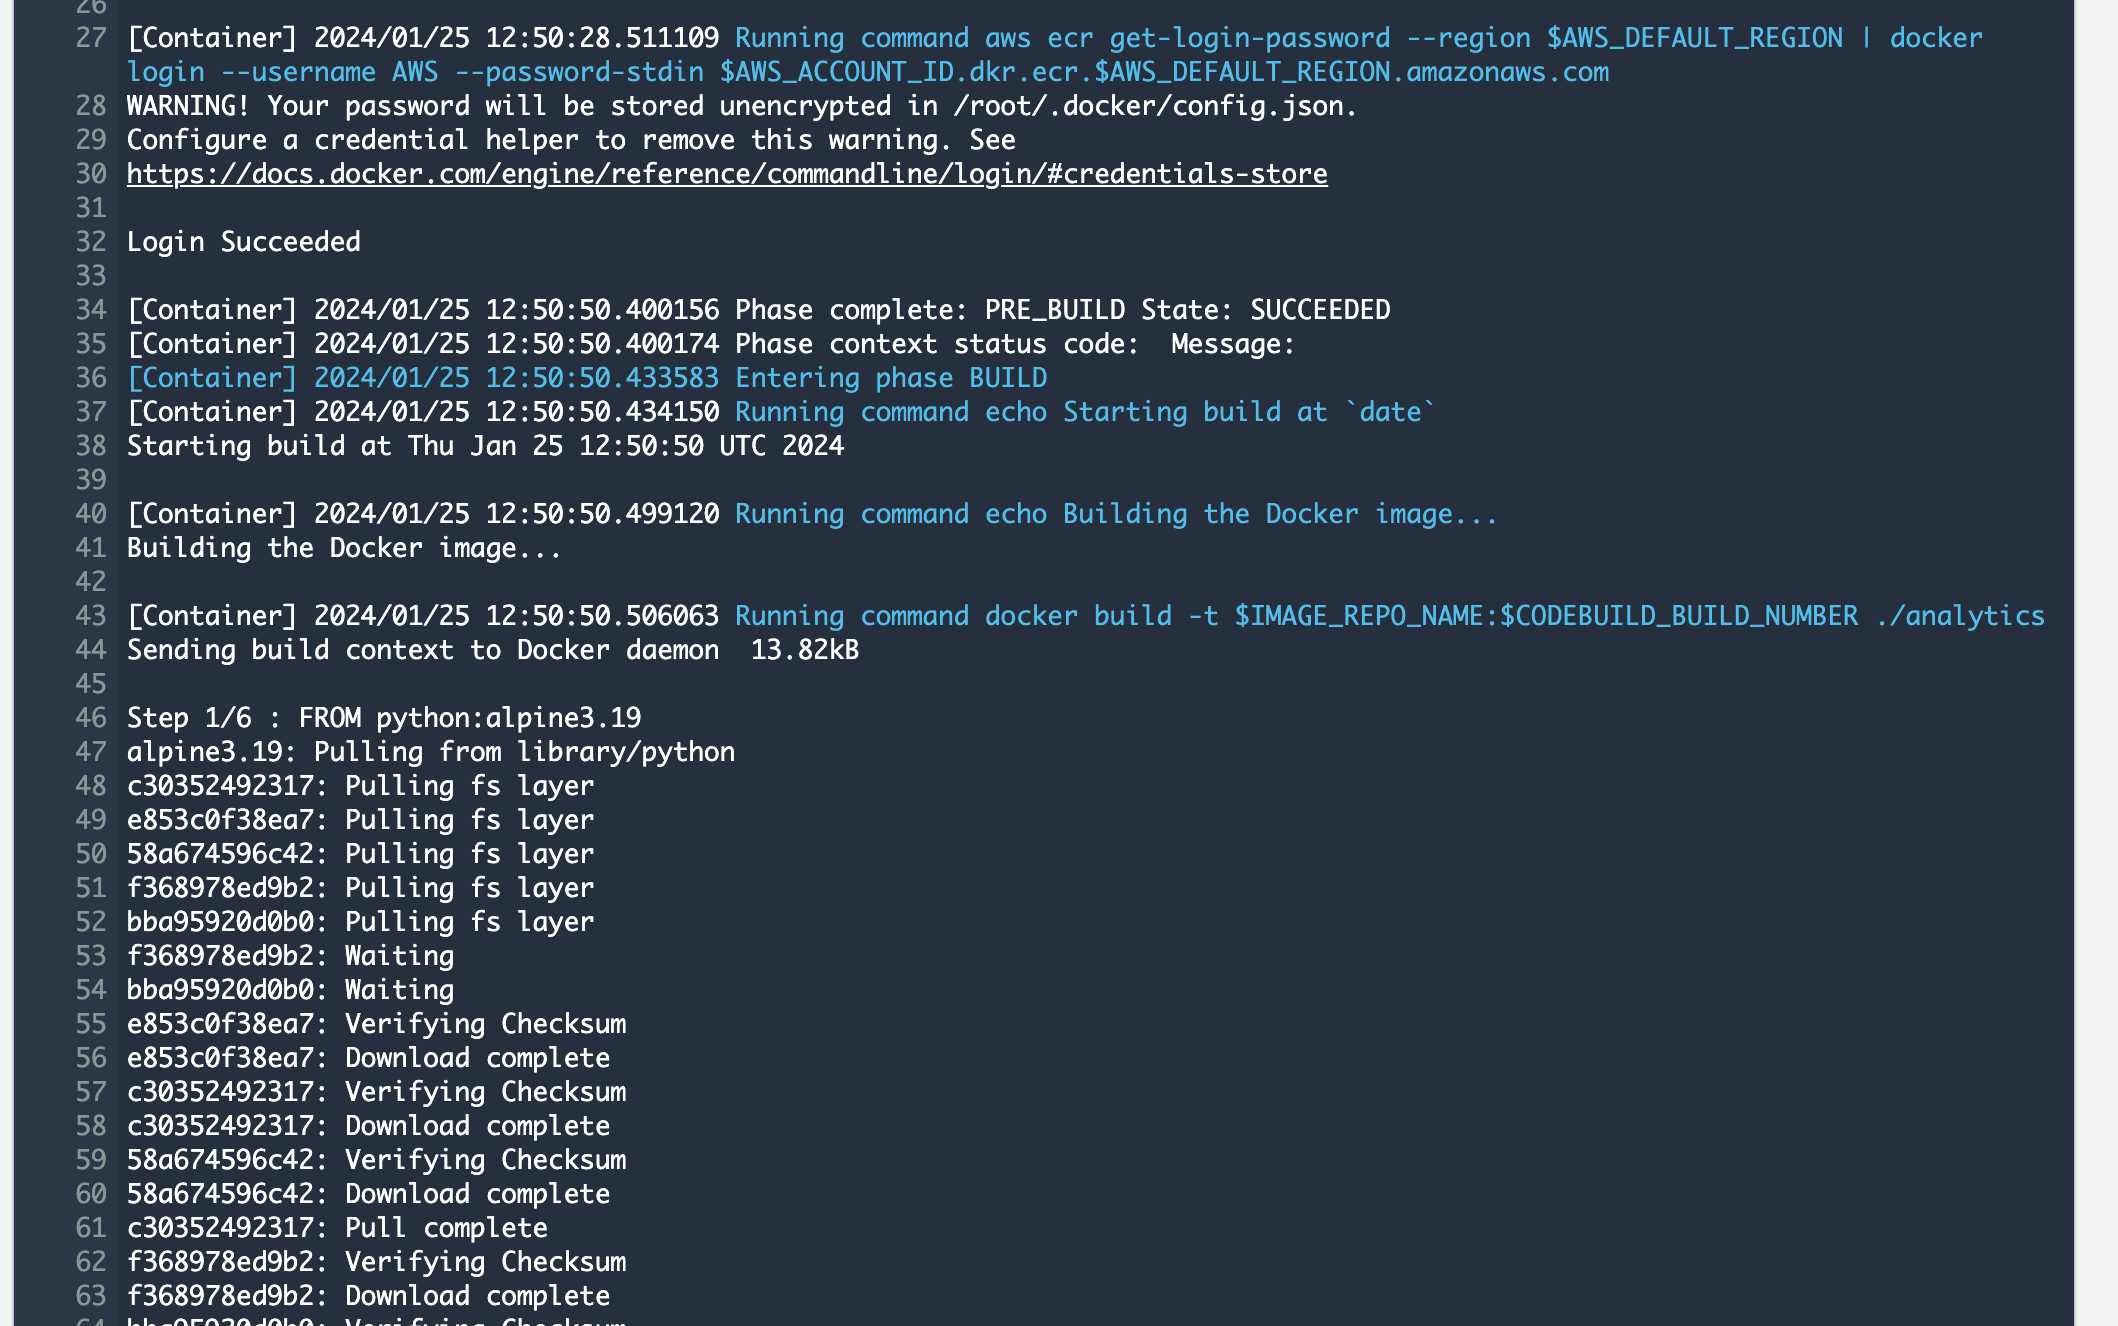 26
27 [Container] 2024/01/25 12:50:28.511109 Running command aws ecr get-login-password --region $AWS_DEFAULT_REGION | docker
login --username AWS --password-stdin $AWS_ACCOUNT_ID.dkr.ecr.$AWS_DEFAULT_REGION.amazonaws.com
28 WARNING! Your password will be stored unencrypted in /root/.docker/config.json.
29 Configure a credential helper to remove this warning. See
30 https://docs.docker.com/engine/reference/commandline/login/#credentials-store
31
32 Login Succeeded
33
34 [Container] 2024/01/25 12:50:50.400156 Phase complete: PRE_BUILD State: SUCCEEDED
35 [Container] 2024/01/25 12:50:50.400174 Phase context status code:  Message:
36 [Container] 2024/01/25 12:50:50.433583 Entering phase BUILD
37 [Container] 2024/01/25 12:50:50.434150 Running command echo Starting build at `date`
38 Starting build at Thu Jan 25 12:50:50 UTC 2024
39
40 [Container] 2024/01/25 12:50:50.499120 Running command echo Building the Docker image...
41 Building the Docker image...
42
43 [Container] 2024/01/25 12:50:50.506063 Running command docker build -t $IMAGE_REPO_NAME:$CODEBUILD_BUILD_NUMBER ./analytics
44 Sending build context to Docker daemon  13.82kB
45
46 Step 1/6 : FROM python:alpine3.19
47 alpine3.19: Pulling from library/python
48 c30352492317: Pulling fs layer
49 e853c0f38ea7: Pulling fs layer
50 58a674596c42: Pulling fs layer
51 f368978ed9b2: Pulling fs layer
52 bba95920d0b0: Pulling fs layer
53 f368978ed9b2: Waiting
54 bba95920d0b0: Waiting
55 e853c0f38ea7: Verifying Checksum
56 e853c0f38ea7: Download complete
57 c30352492317: Verifying Checksum
58 c30352492317: Download complete
59 58a674596c42: Verifying Checksum
60 58a674596c42: Download complete
61 c30352492317: Pull complete
62 f368978ed9b2: Verifying Checksum
63 f368978ed9b2: Download complete
64 bba95920d0b0: Verifying Checksum